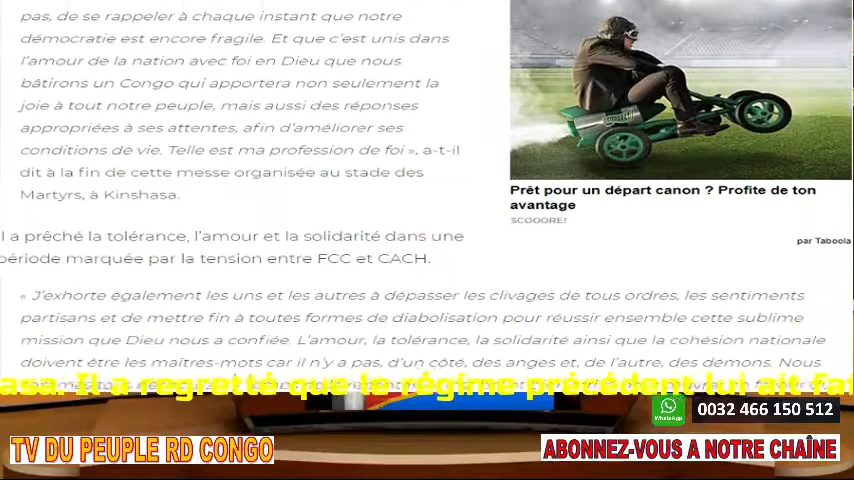 pas, de se rappeler à chaque instant que notre
démocratie est encore fragile. Et que c'est unis dans
l'amour de la nation avec foi en Dieu que nous
bâtirons un Congo qui apportera non seulement la
joie à tout notre peuple, mais aussi des réponses
appropriées à ses attentes, afin d'améliorer ses
conditions de vie. Telle est ma profession de foi », a-t-il
dit à la fin de cette messe organisée au stade des
Martyrs, à Kinshasa.
Prêt pour un départ canon ? Profite de ton
avantage
SCOOORE!
par Taboola
l a prêché la tolérance, l'amour et la solidarité dans une
période marquée par la tension entre FCC et CACH.
« J'exhorte également les uns et les autres à dépasser les clivages de tous ordres, les sentiments
partisans et de mettre fin à toutes formes de diabolisation pour réussir ensemble cette sublime
mission que Dieu nous a confiée. L'amour, la tolérance, la solidarité ainsi que la cohésion nationale
doivent être les maîtres-mots car il n'y a pas, d'un côté, des anges et, de l'autre, des démons. Nous
asa. Il a regretté que le régime précédent lui ait
WhatsApp
0032 466 150 512
TV DU PEUPLE RD CONGO
ABONNEZ-VOUS A NOTRE CHAÎNE